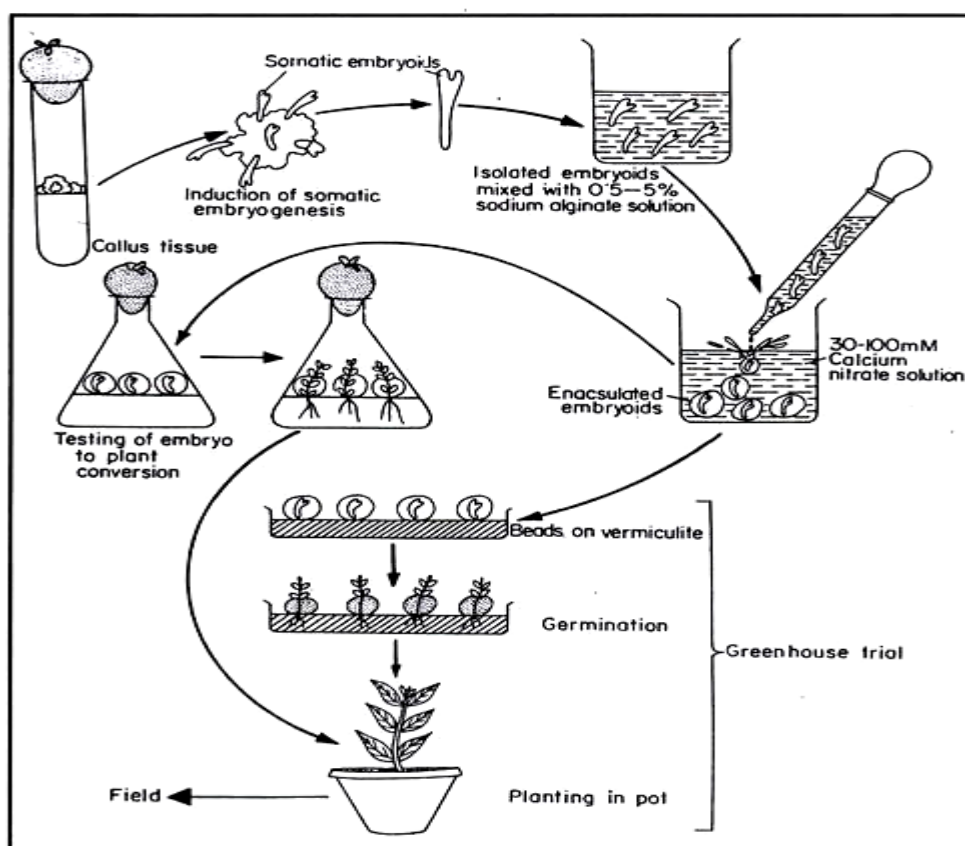 Somatic embryoids
Induction of somatic
embryogenesis
Callus tissue
Isolated embryoids
mixed with 0·5–5%
sodium alginate solution
30-100mM
Calcium
nitrate solution
Enacsulated
embryoids
Testing of embryo
to plant
conversion
Beads on vermiculite
Germination
Greenhouse trial
Planting in pot
Field